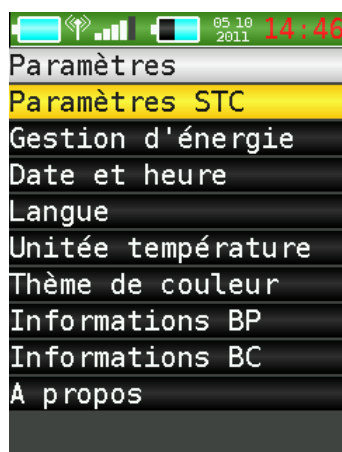 05 10
2011
14:46
Paramètres
Paramètres STC
Gestion d'énergie
Date et heure
Langue
Unitée température
Thème de couleur
Informations BP
Informations BC
A propos